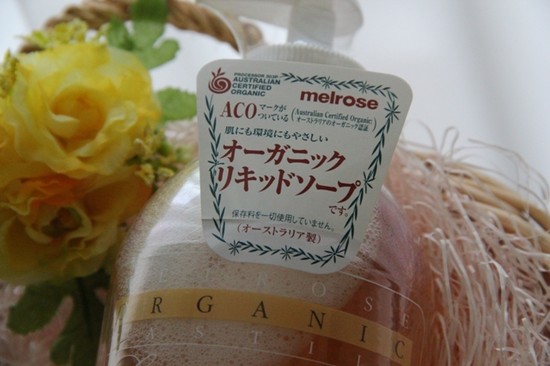 AUSTRALIAN
CERTIFIED
ORGANIC
melrose
ACO マークが
ついている
(Australian Certified Organic:
オーストラリアのオーガニック認証
肌にも環境にもやさしい
オーガニック
リキッドソープ
です。
保存料を一切使用していません。
(オーストラリア製)
ORGANIC